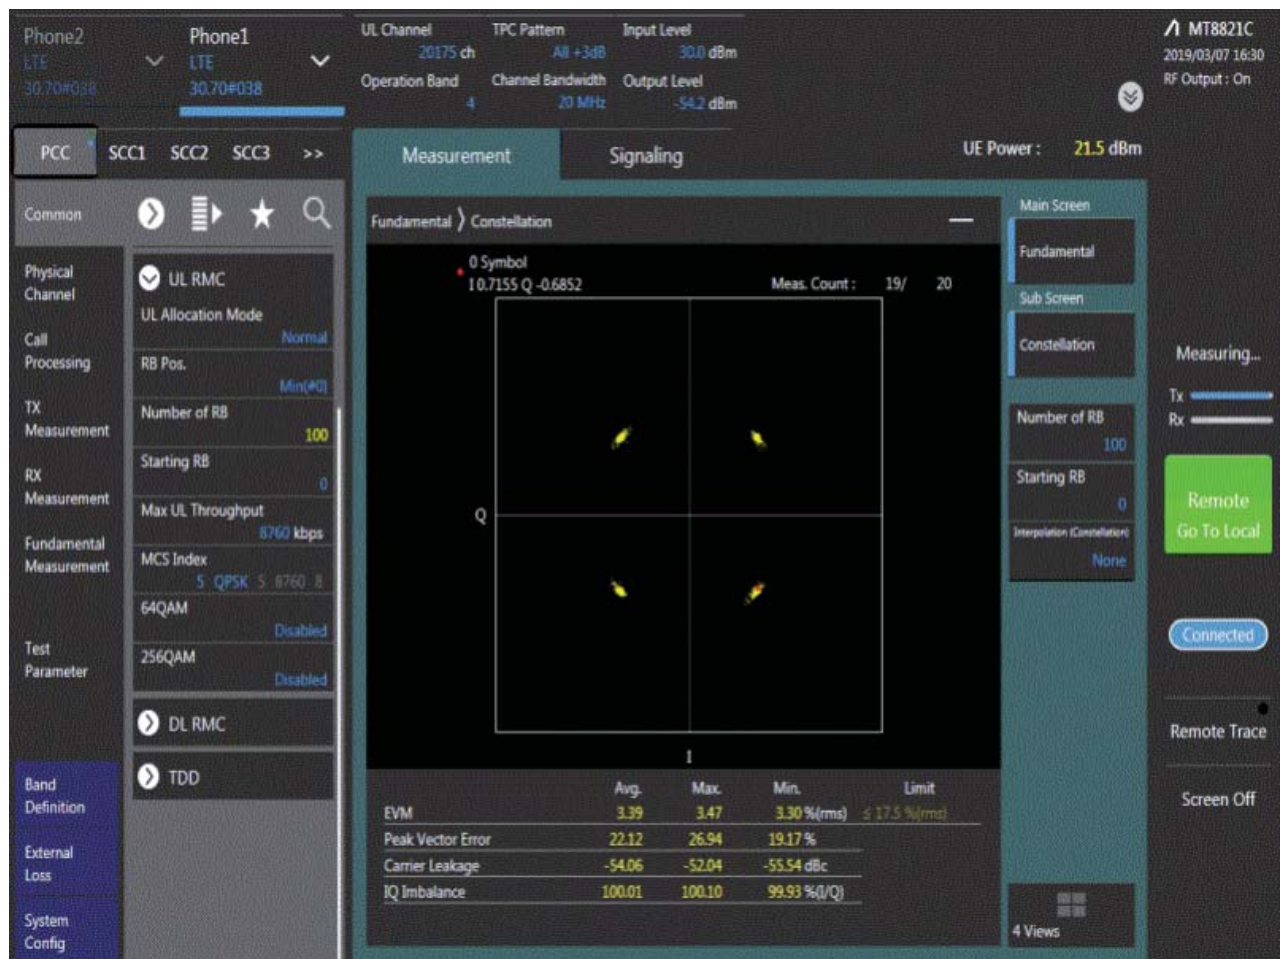 Phone2
LTE
30.70#038
Phone1
LTE
30.70#038
UL Channel
20175 ch
TPC Pattern
All +3dB
Input Level
30.0 dBm
Operation Band
4
Channel Bandwidth
20 MHz
Output Level
-54.2 dBm
MT8821C
2019/03/07 16:30
RF Output : On
PCC SCC1 SCC2 SCC3 >>
Measurement
Signaling
UE Power : 21.5 dBm
Common
Physical
Channel
Call
Processing
TX
Measurement
RX
Measurement
Fundamental
Measurement
Test
Parameter
Band
Definition
External
Loss
System
Config
UL RMC
UL Allocation Mode
Normal
RB Pos.
Min(#0)
Number of RB
100
Starting RB
0
Max UL Throughput
8760 kbps
MCS Index
5 QPSK 5 8760 8
64QAM
Disabled
256QAM
Disabled
DL RMC
TDD
Fundamental 〉 Constellation
0 Symbol
I 0.7155 Q -0.6852
Meas. Count : 19/ 20
Q
I
Avg. Max. Min. Limit
EVM 3.39 3.47 3.30 %(rms) ≤ 17.5 %(rms)
Peak Vector Error 22.12 26.94 19.17 %
Carrier Leakage -54.06 -52.04 -55.54 dBc
IQ Imbalance 100.01 100.10 99.93 %(I/Q)
Main Screen
Fundamental
Sub Screen
Constellation
Number of RB
100
Starting RB
0
Interpolation (Constellation)
None
4 Views
Measuring...
Tx
Rx
Remote
Go To Local
Connected
Remote Trace
Screen Off